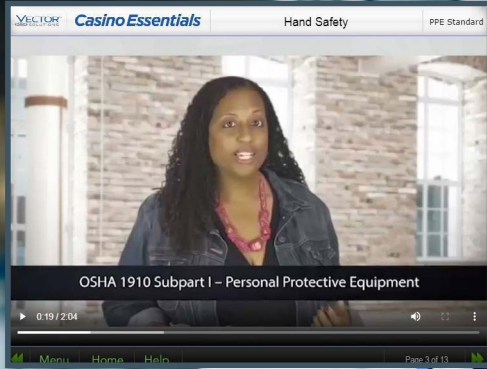 VECTOR SOLUTIONS Casino Essentials Hand Safety PPE Standard
OSHA 1910 Subpart I – Personal Protective Equipment
0:19 / 2:04
Menu Home Help Page 3 of 13